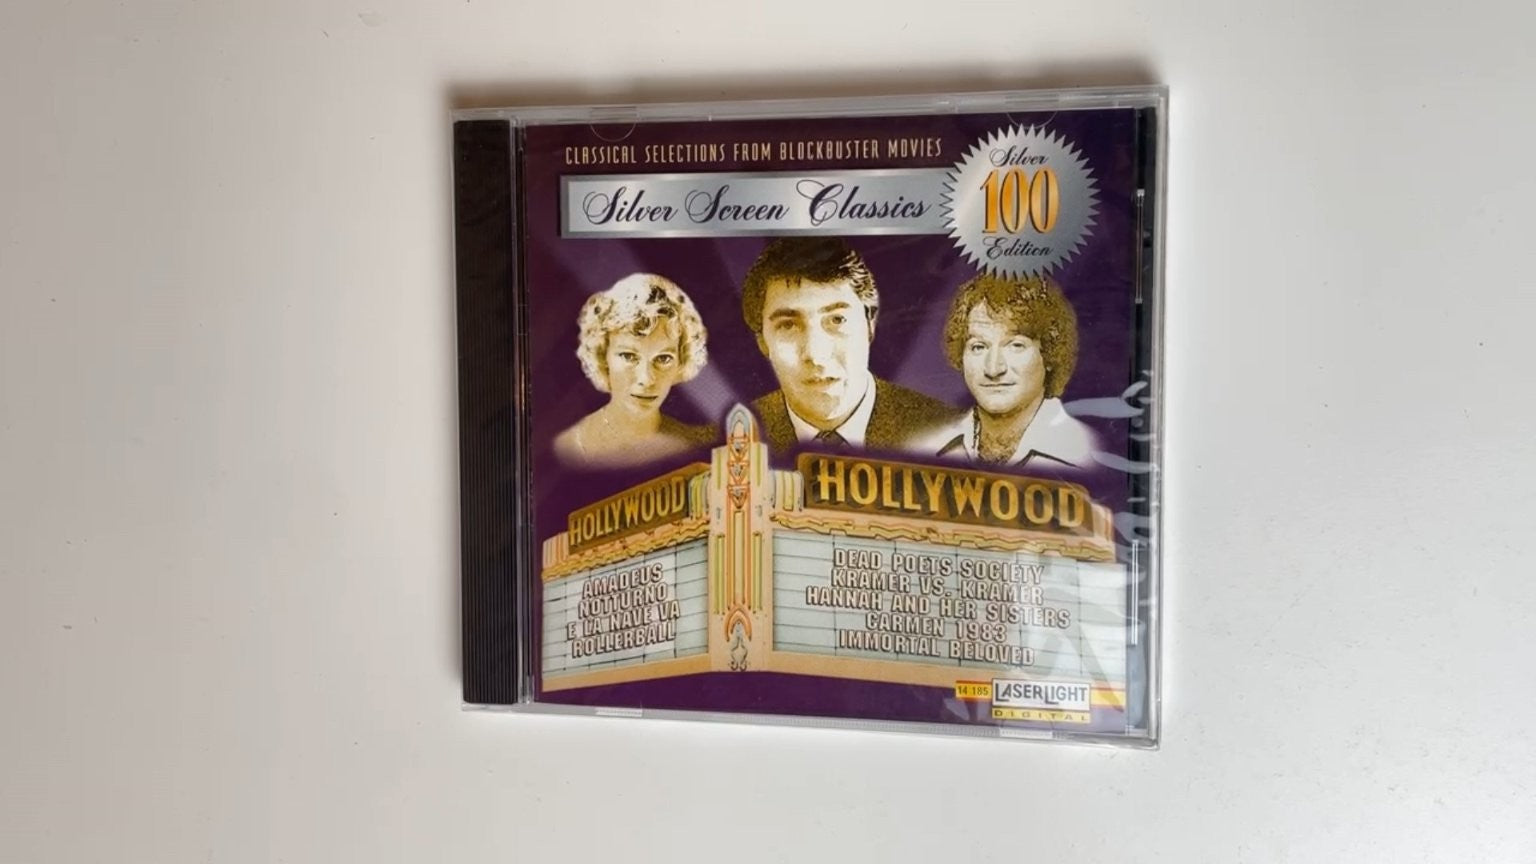 CLASSICAL SELECTIONS FROM BLOCKBUSTER MOVIES
Silver Screen Classics
Silver
100
Edition
HOLLYWOOD
HOLLYWOOD
AMADEUS
NOTTURNO
E LA NAVE VA
ROLLERBALL
DEAD POETS SOCIETY
KRAMER VS. KRAMER
HANNAH AND HER SISTERS
CARMEN 1983
IMMORTAL BELOVED
14 185
LASERLIGHT
DIGITAL